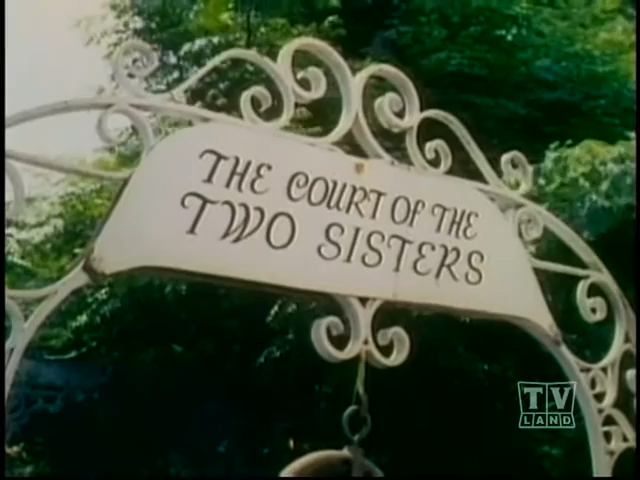 THE COURT OF THE
TWO SISTERS
TV
LAND